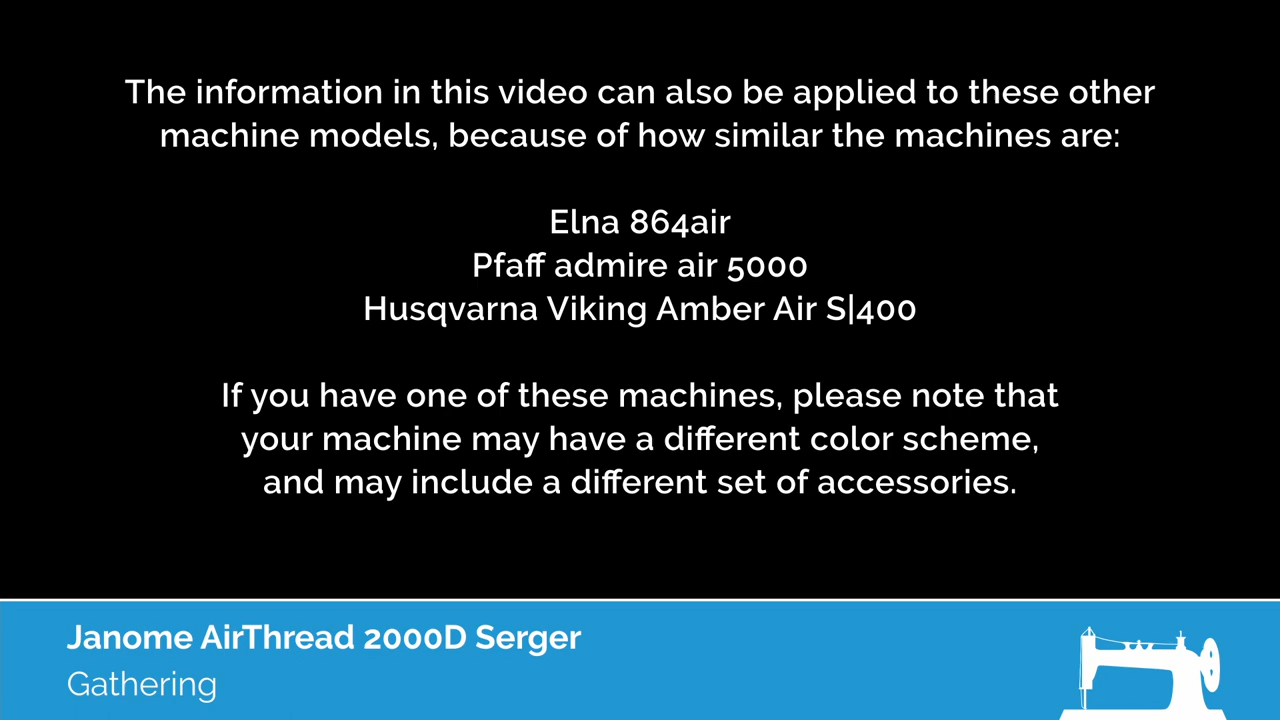 The information in this video can also be applied to these other
machine models, because of how similar the machines are:
Elna 864air
Pfaff admire air 5000
Husqvarna Viking Amber Air S|400
If you have one of these machines, please note that
your machine may have a different color scheme,
and may include a different set of accessories.
Janome AirThread 2000D Serger
Gathering